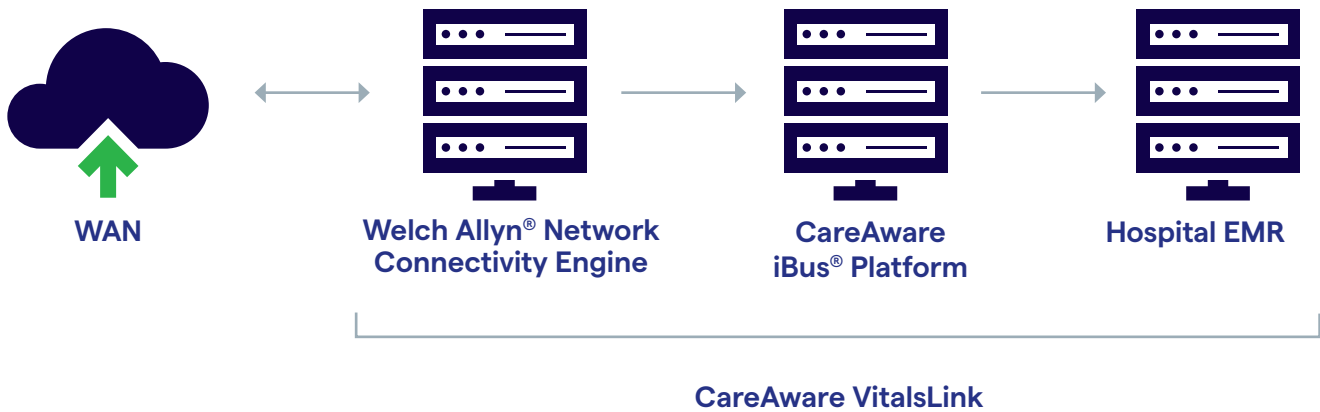 WAN
Welch Allyn® Network
Connectivity Engine
CareAware
iBus® Platform
Hospital EMR
CareAware VitalsLink